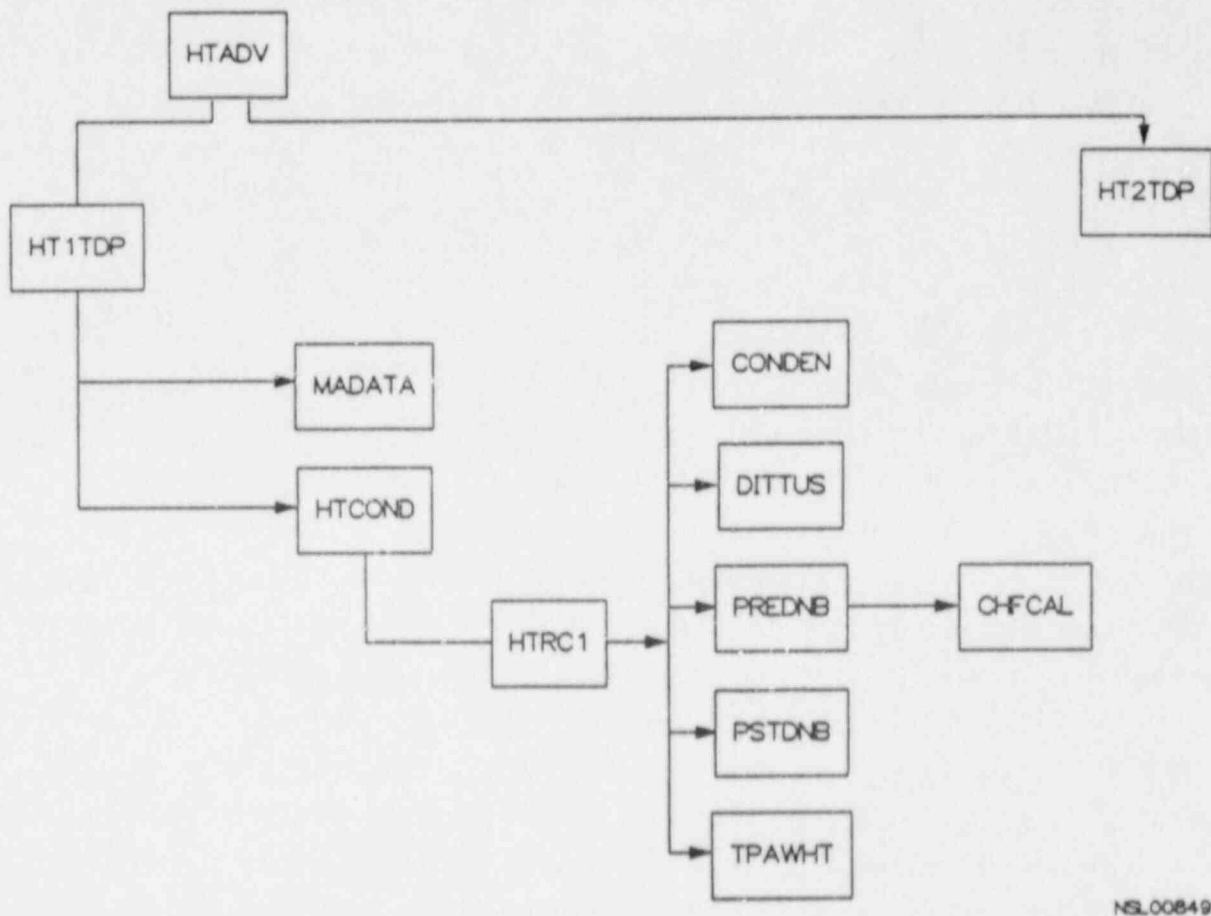 HTADV
HT2TDP
HT1TDP
MADATA
HTCOND
HTRC1
CONDEN
DITTUS
PREDNB
CHFCAL
PSTDNB
TPAWHT
NSL00849